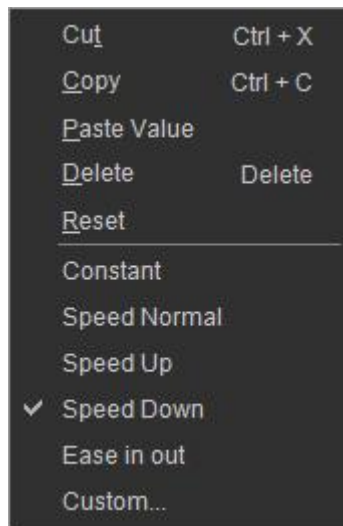 Cut Ctrl + X
Copy Ctrl + C
Paste Value
Delete Delete
Reset
Constant
Speed Normal
Speed Up
Speed Down
Ease in out
Custom...